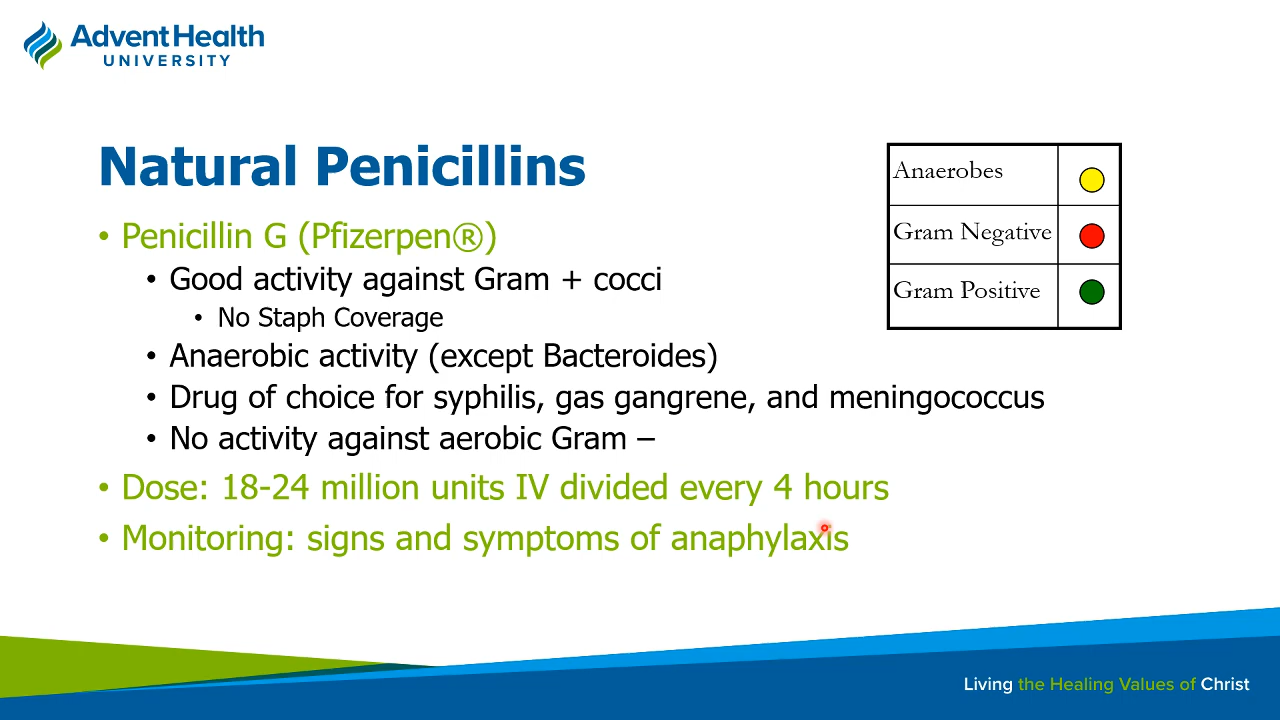 AdventHealth
UNIVERSITY
Natural Penicillins
• Penicillin G (Pfizerpen®)
• Good activity against Gram + cocci
• No Staph Coverage
• Anaerobic activity (except Bacteroides)
• Drug of choice for syphilis, gas gangrene, and meningococcus
• No activity against aerobic Gram –
• Dose: 18-24 million units IV divided every 4 hours
• Monitoring: signs and symptoms of anaphylaxis
Anaerobes
Gram Negative
Gram Positive
Living the Healing Values of Christ